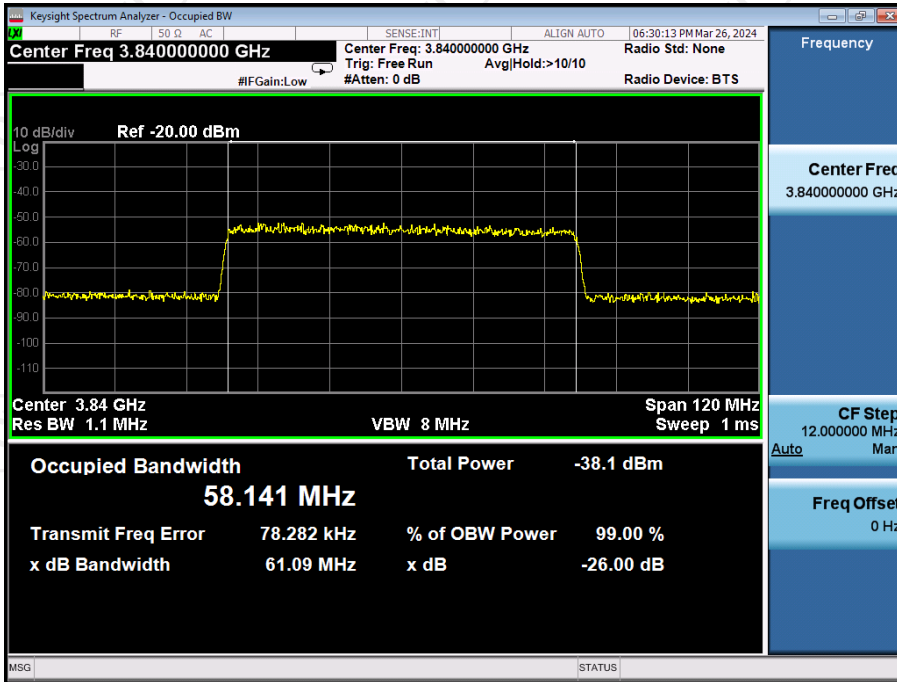 Keysight Spectrum Analyzer - Occupied BW
LXI RF 50 Ω AC SENSE:INT ALIGN AUTO 06:30:13 PM Mar 26, 2024
Center Freq 3.840000000 GHz
Center Freq: 3.840000000 GHz Radio Std: None
Trig: Free Run Avg|Hold:>10/10
#IFGain:Low #Atten: 0 dB Radio Device: BTS
10 dB/div Ref -20.00 dBm
Log
-30.0
-40.0
-50.0
-60.0
-70.0
-80.0
-90.0
-100
-110
Center 3.84 GHz Span 120 MHz
Res BW 1.1 MHz VBW 8 MHz Sweep 1 ms
Occupied Bandwidth Total Power -38.1 dBm
58.141 MHz
Transmit Freq Error 78.282 kHz % of OBW Power 99.00 %
x dB Bandwidth 61.09 MHz x dB -26.00 dB
MSG STATUS
Frequency
Center Freq
3.840000000 GHz
CF Step
12.000000 MHz
Auto Man
Freq Offset
0 Hz